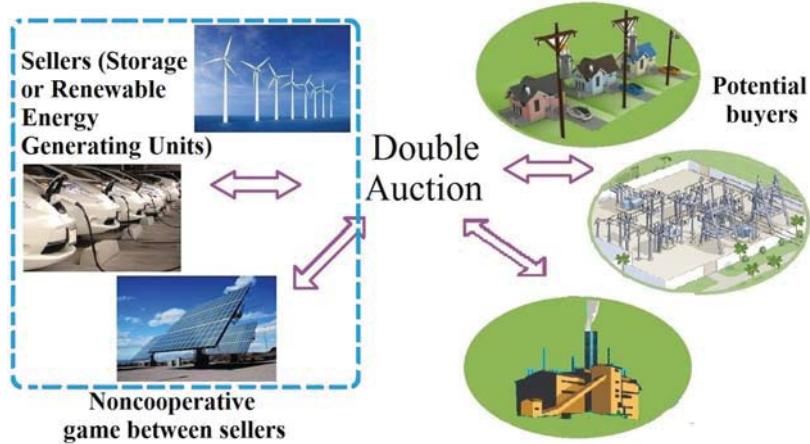 Sellers (Storage
or Renewable
Energy
Generating Units)
Double
Auction
Potential
buyers
Noncooperative
game between sellers